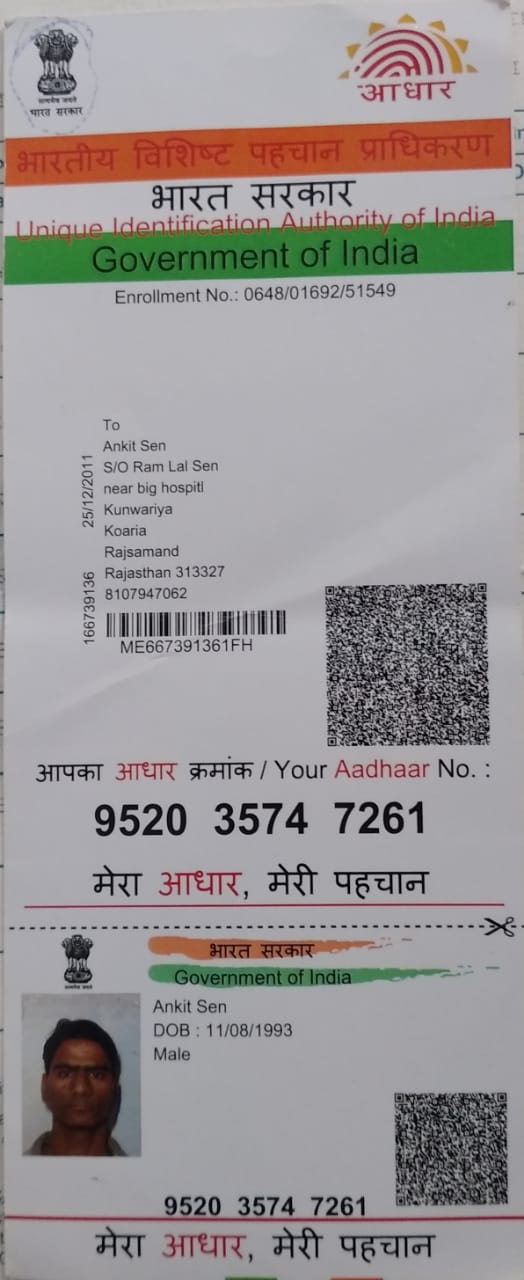 सत्यमेव जयते
भारत सरकार
आधार
भारतीय विशिष्ट पहचान प्राधिकरण
भारत सरकार
Unique Identification Authority of India
Government of India
Enrollment No.: 0648/01692/51549
To
Ankit Sen
S/O Ram Lal Sen
near big hospitl
Kunwariya
Koaria
Rajsamand
Rajasthan 313327
8107947062
25/12/2011
166739136
ME667391361FH
आपका आधार क्रमांक / Your Aadhaar No. :
9520 3574 7261
मेरा आधार, मेरी पहचान
भारत सरकार
Government of India
Ankit Sen
DOB : 11/08/1993
Male
9520 3574 7261
मेरा आधार, मेरी पहचान